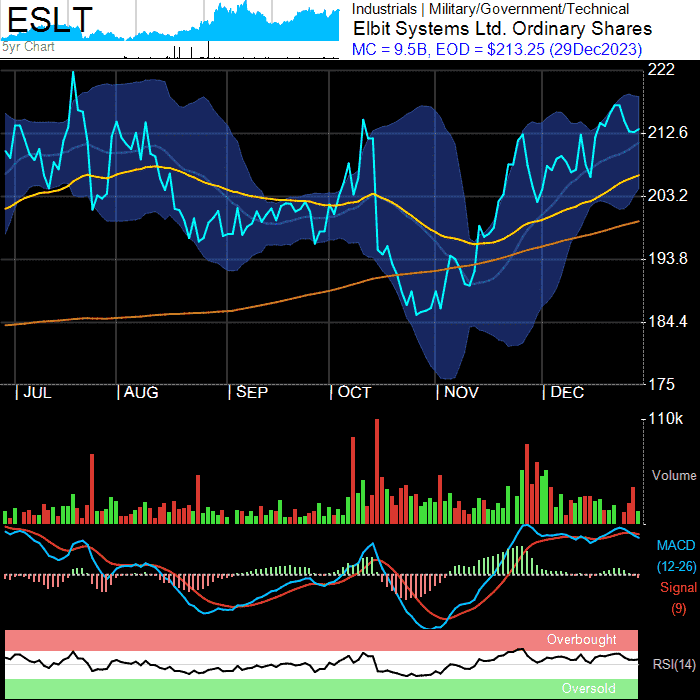 ESLT
5yr Chart
Industrials | Military/Government/Technical
Elbit Systems Ltd. Ordinary Shares
MC = 9.5B, EOD = $213.25 (29Dec2023)
222
212.6
203.2
193.8
184.4
175
JUL
AUG
SEP
OCT
NOV
DEC
110k
Volume
MACD
(12-26)
Signal
(9)
Overbought
RSI(14)
Oversold